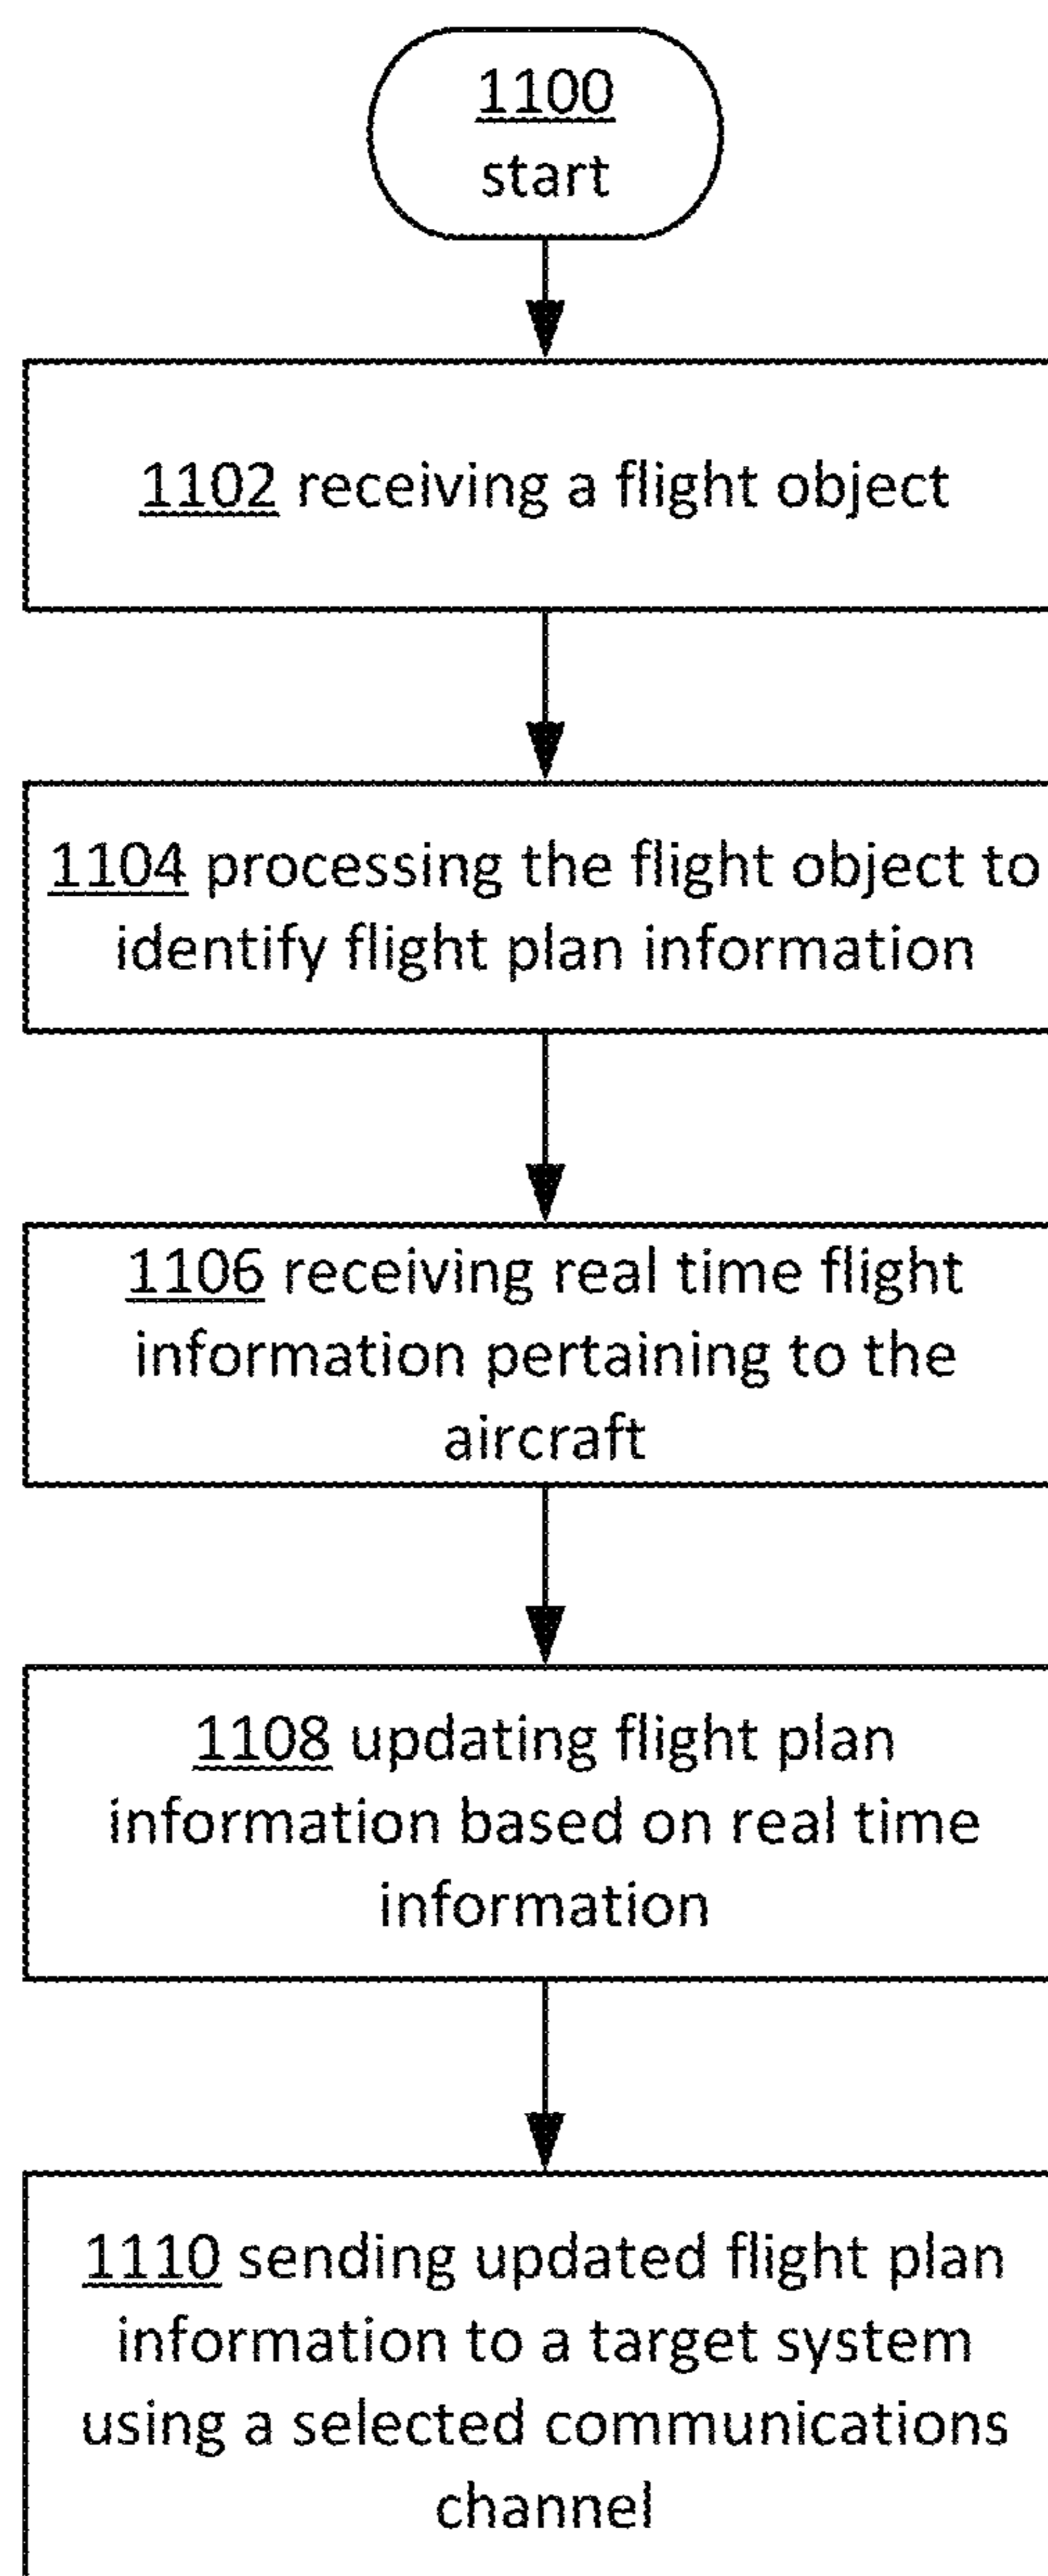 1100
start
1102 receiving a flight object
1104 processing the flight object to
identify flight plan information
1106 receiving real time flight
information pertaining to the
aircraft
1108 updating flight plan
information based on real time
information
1110 sending updated flight plan
information to a target system
using a selected communications
channel